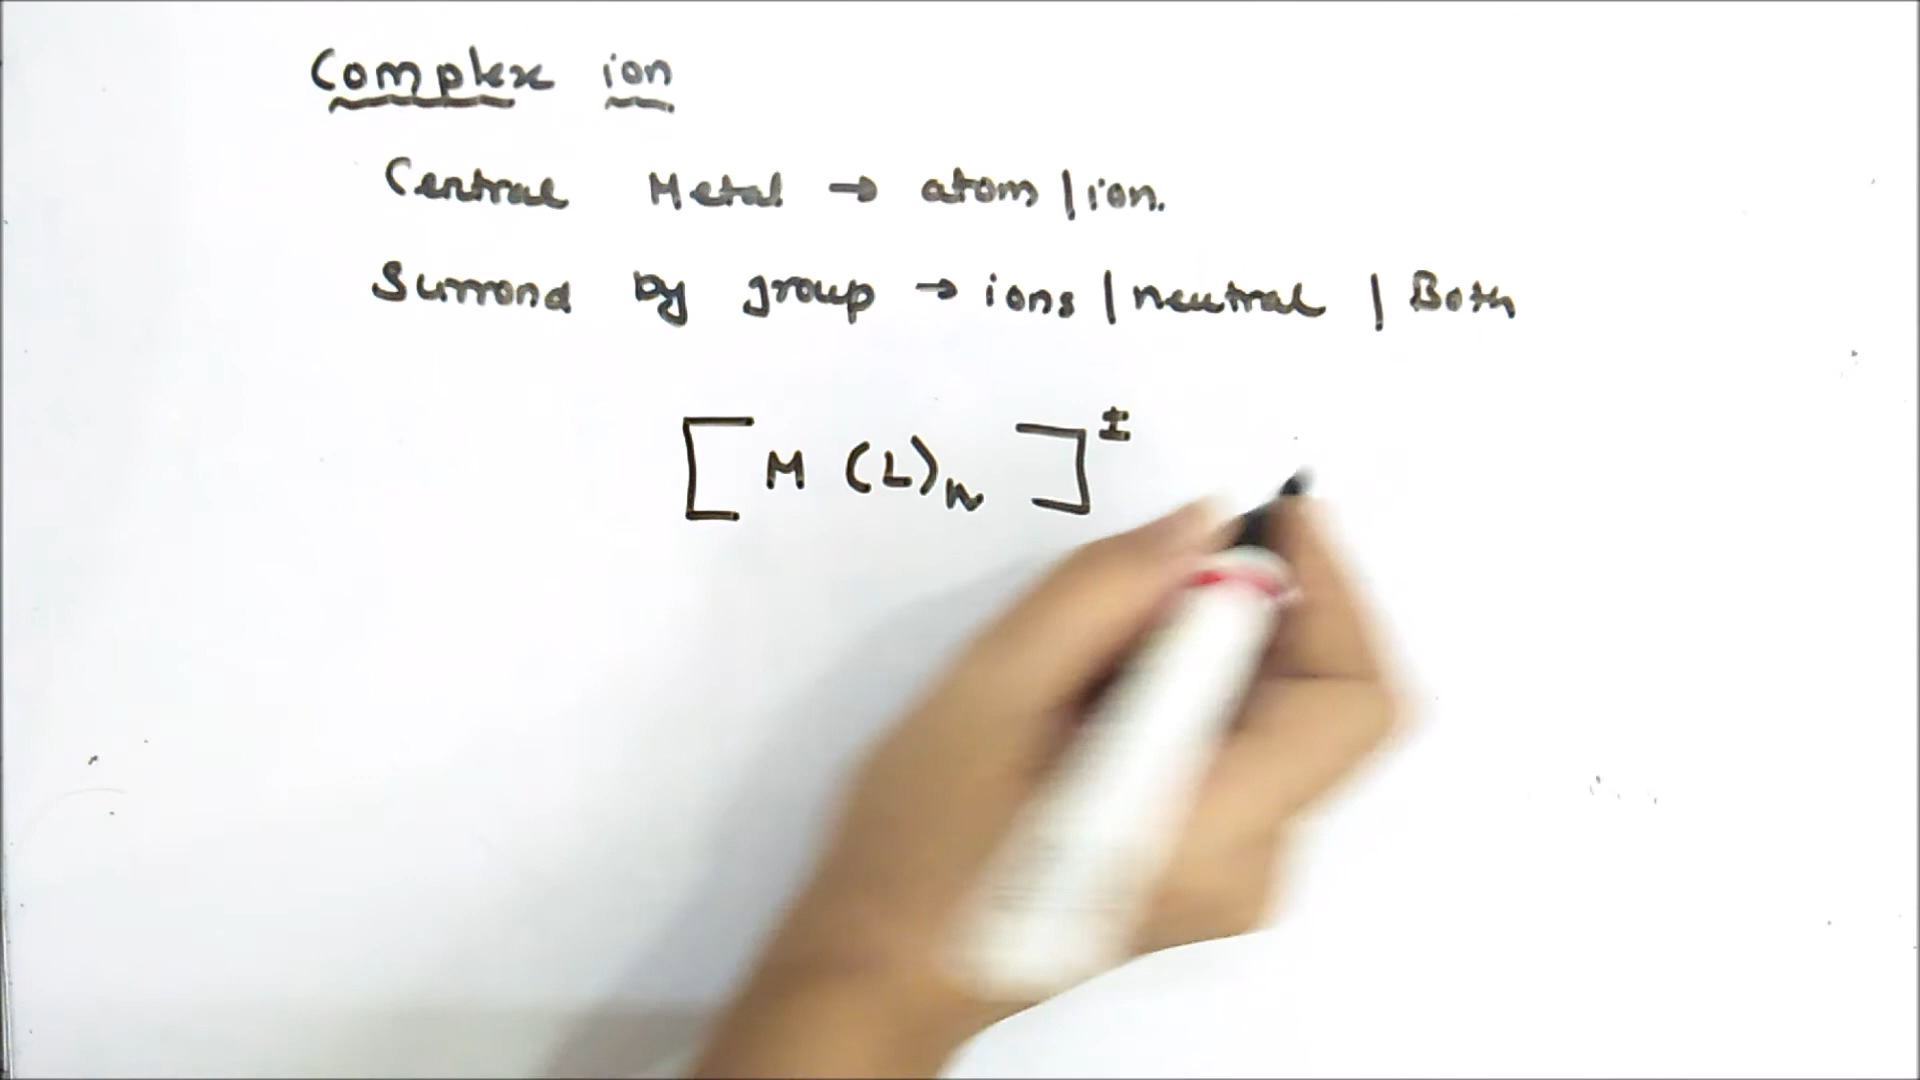 Complex ion
Central Metal → atom/ion.
Surrond by group → ions/neutral/Both
[M (L)n]±